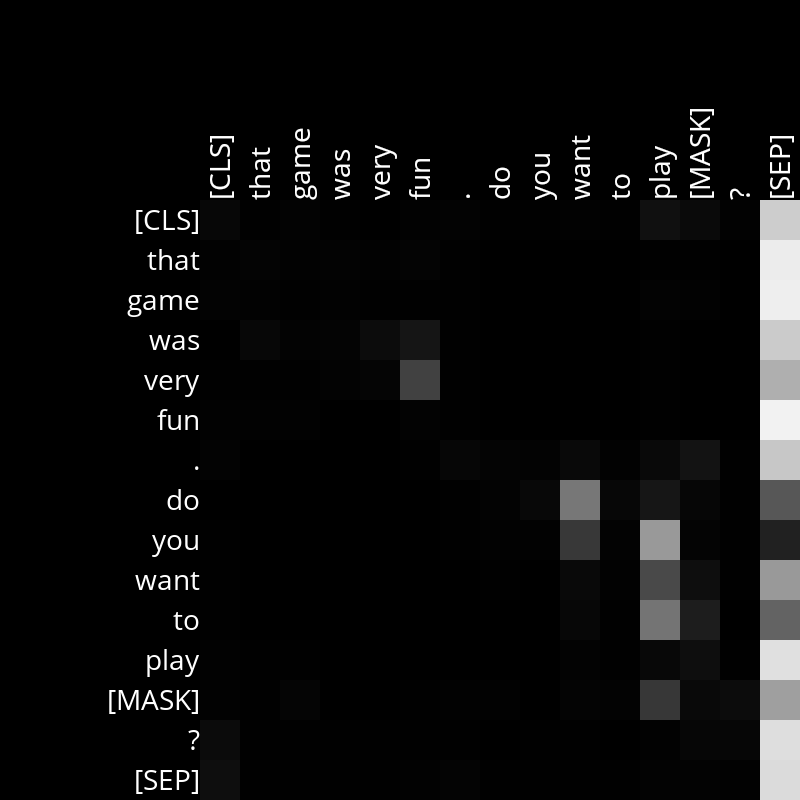 [CLS] that game was very fun . do you want to play [MASK] ? [SEP]
[CLS]
that
game
was
very
fun
.
do
you
want
to
play
[MASK]
?
[SEP]